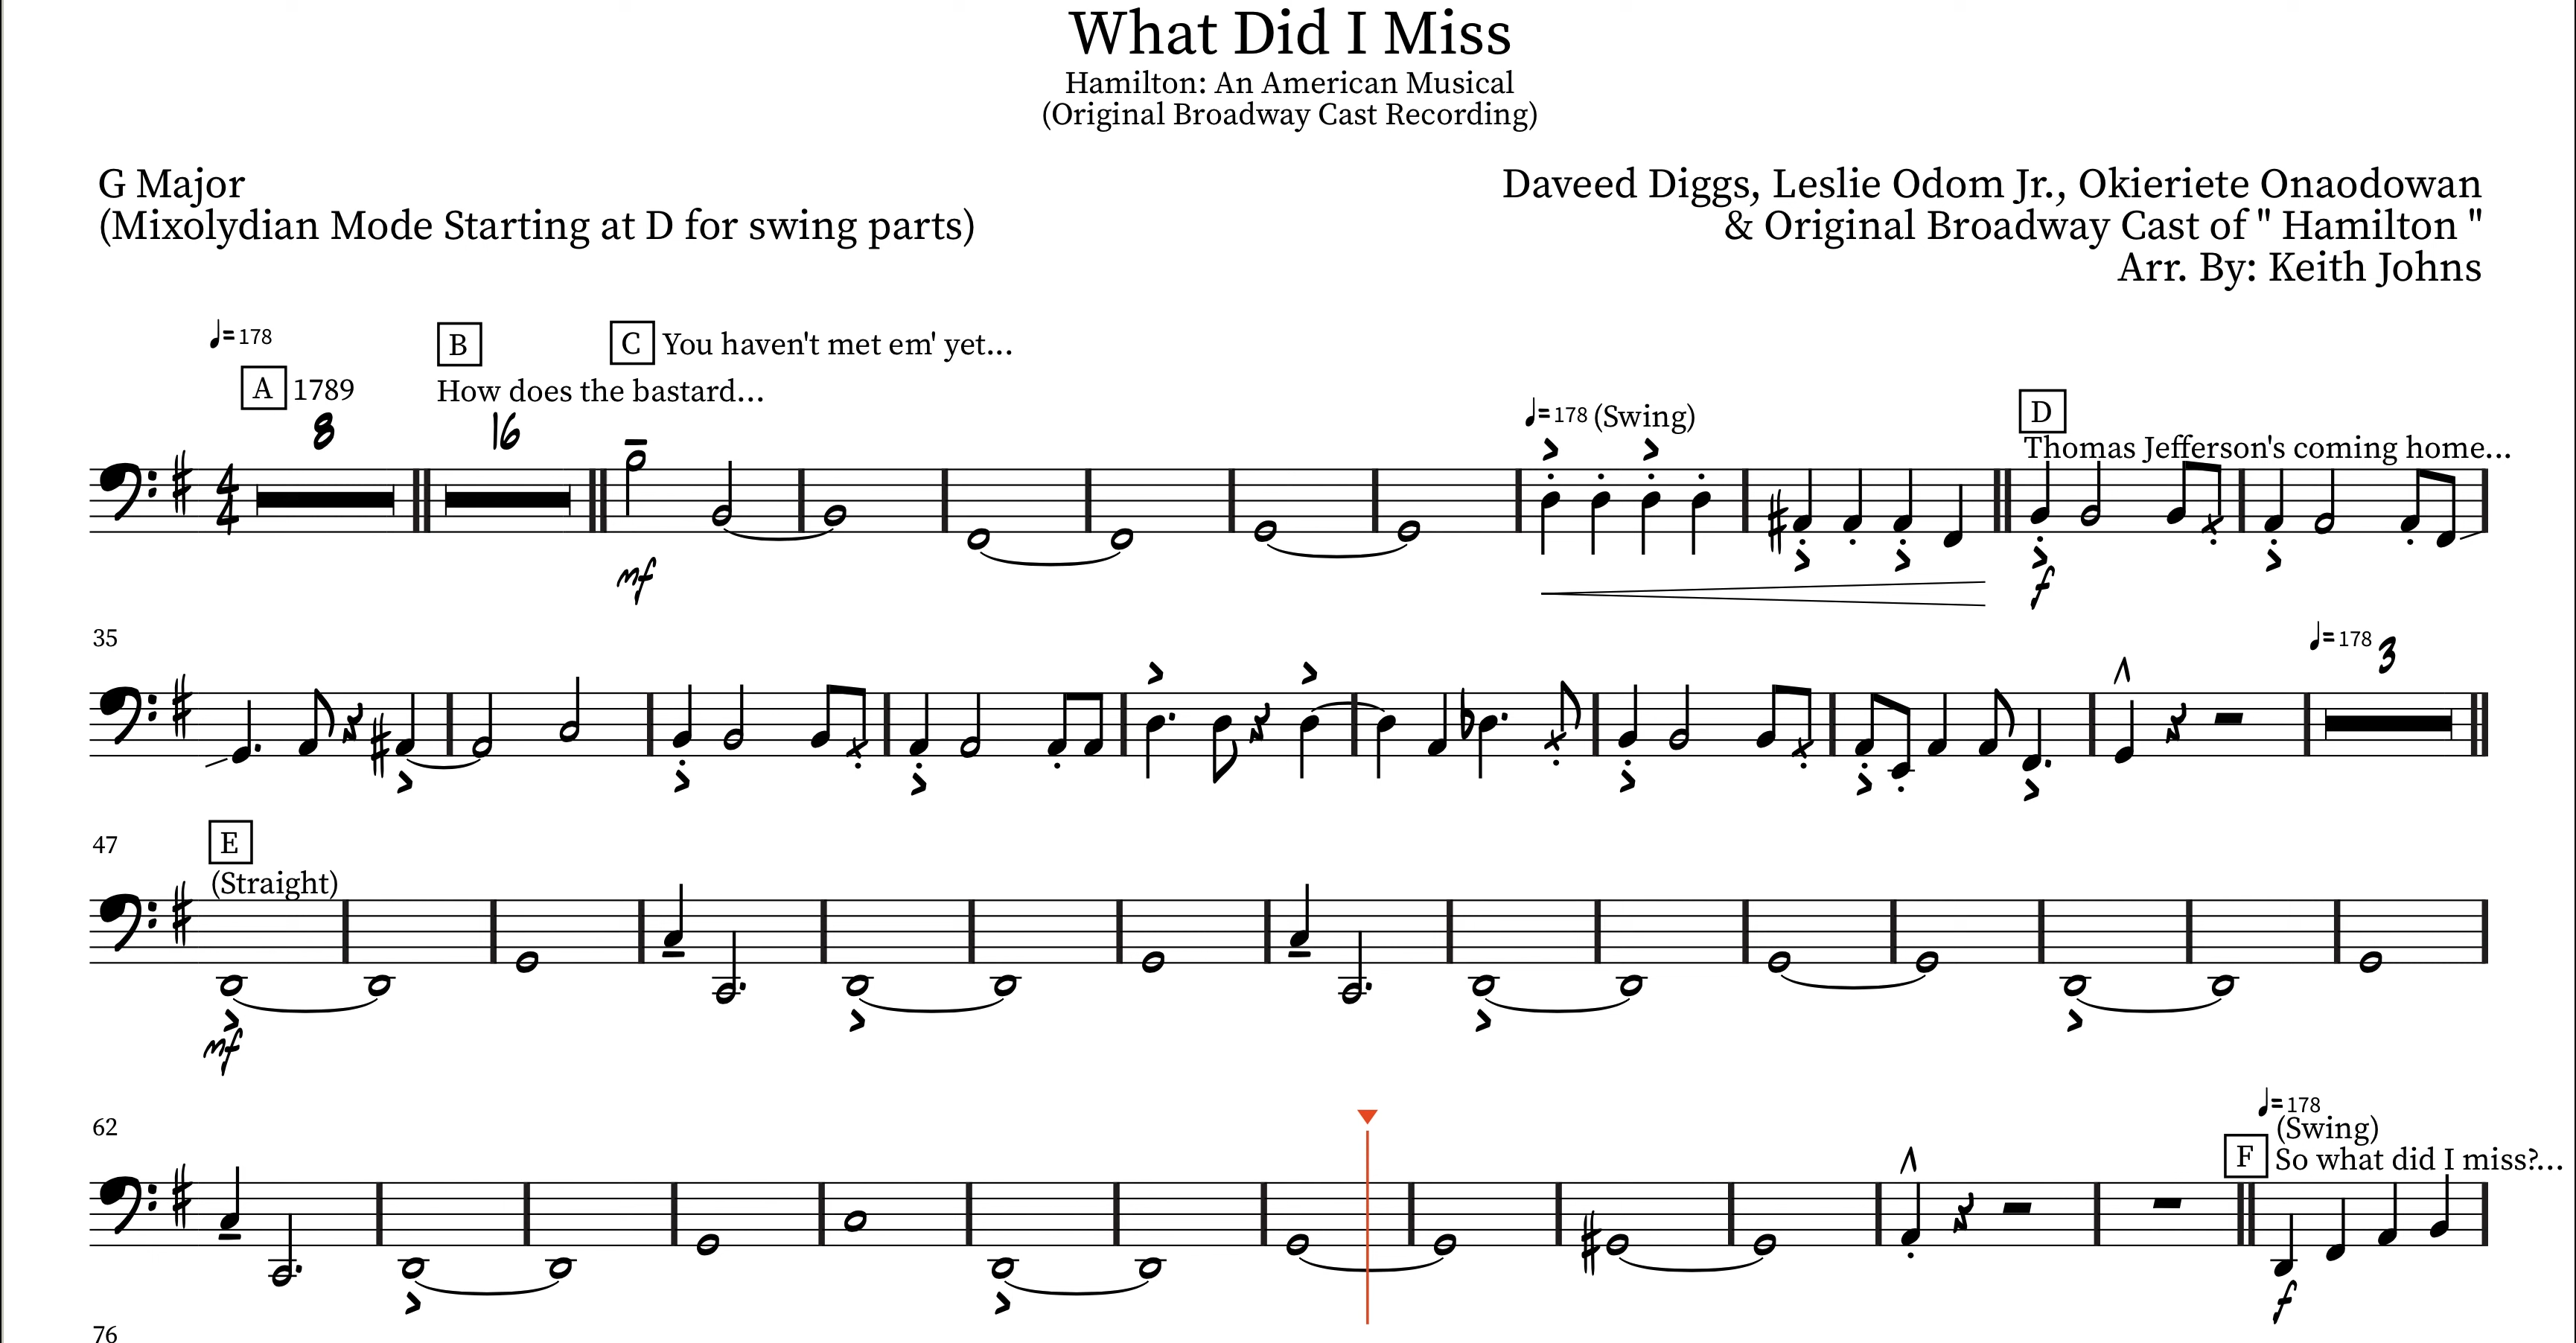 What Did I Miss
Hamilton: An American Musical
(Original Broadway Cast Recording)
G Major
(Mixolydian Mode Starting at D for swing parts)
Daveed Diggs, Leslie Odom Jr., Okieriete Onaodowan
& Original Broadway Cast of " Hamilton "
Arr. By: Keith Johns
♩=178
A 1789
B
How does the bastard...
C You haven't met em' yet...
♩=178 (Swing)
D
Thomas Jefferson's coming home...
8
16
4
4
mf
f
35
♩=178
3
47
E
(Straight)
mf
62
♩=178
(Swing)
F So what did I miss?...
f
76